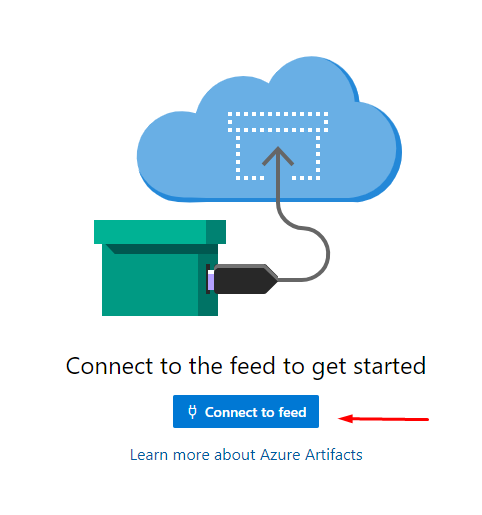 Connect to the feed to get started
Connect to feed
Learn more about Azure Artifacts